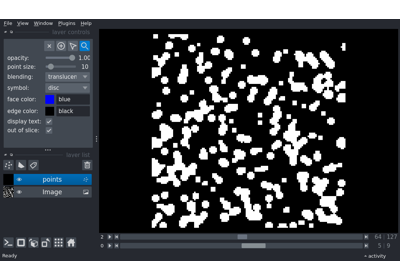 File View Window Plugins Help
layer controls
opacity: 1.00
point size: 10
blending: translucen
symbol: disc
face color: blue
edge color: black
display text:
out of slice:
layer list
points
Image
2 64 127
0 5 9
Ready activity